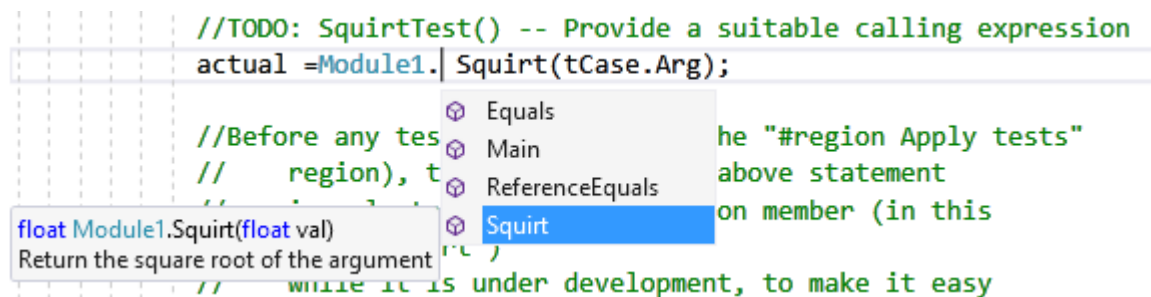 //TODO: SquirtTest() -- Provide a suitable calling expression
actual =Module1. Squirt(tCase.Arg);
Equals
Main
ReferenceEquals
Squirt
//Before any tes he "#region Apply tests"
// region), t above statement
on member (in this
float Module1.Squirt(float val)
Return the square root of the argument
// while it is under development, to make it easy